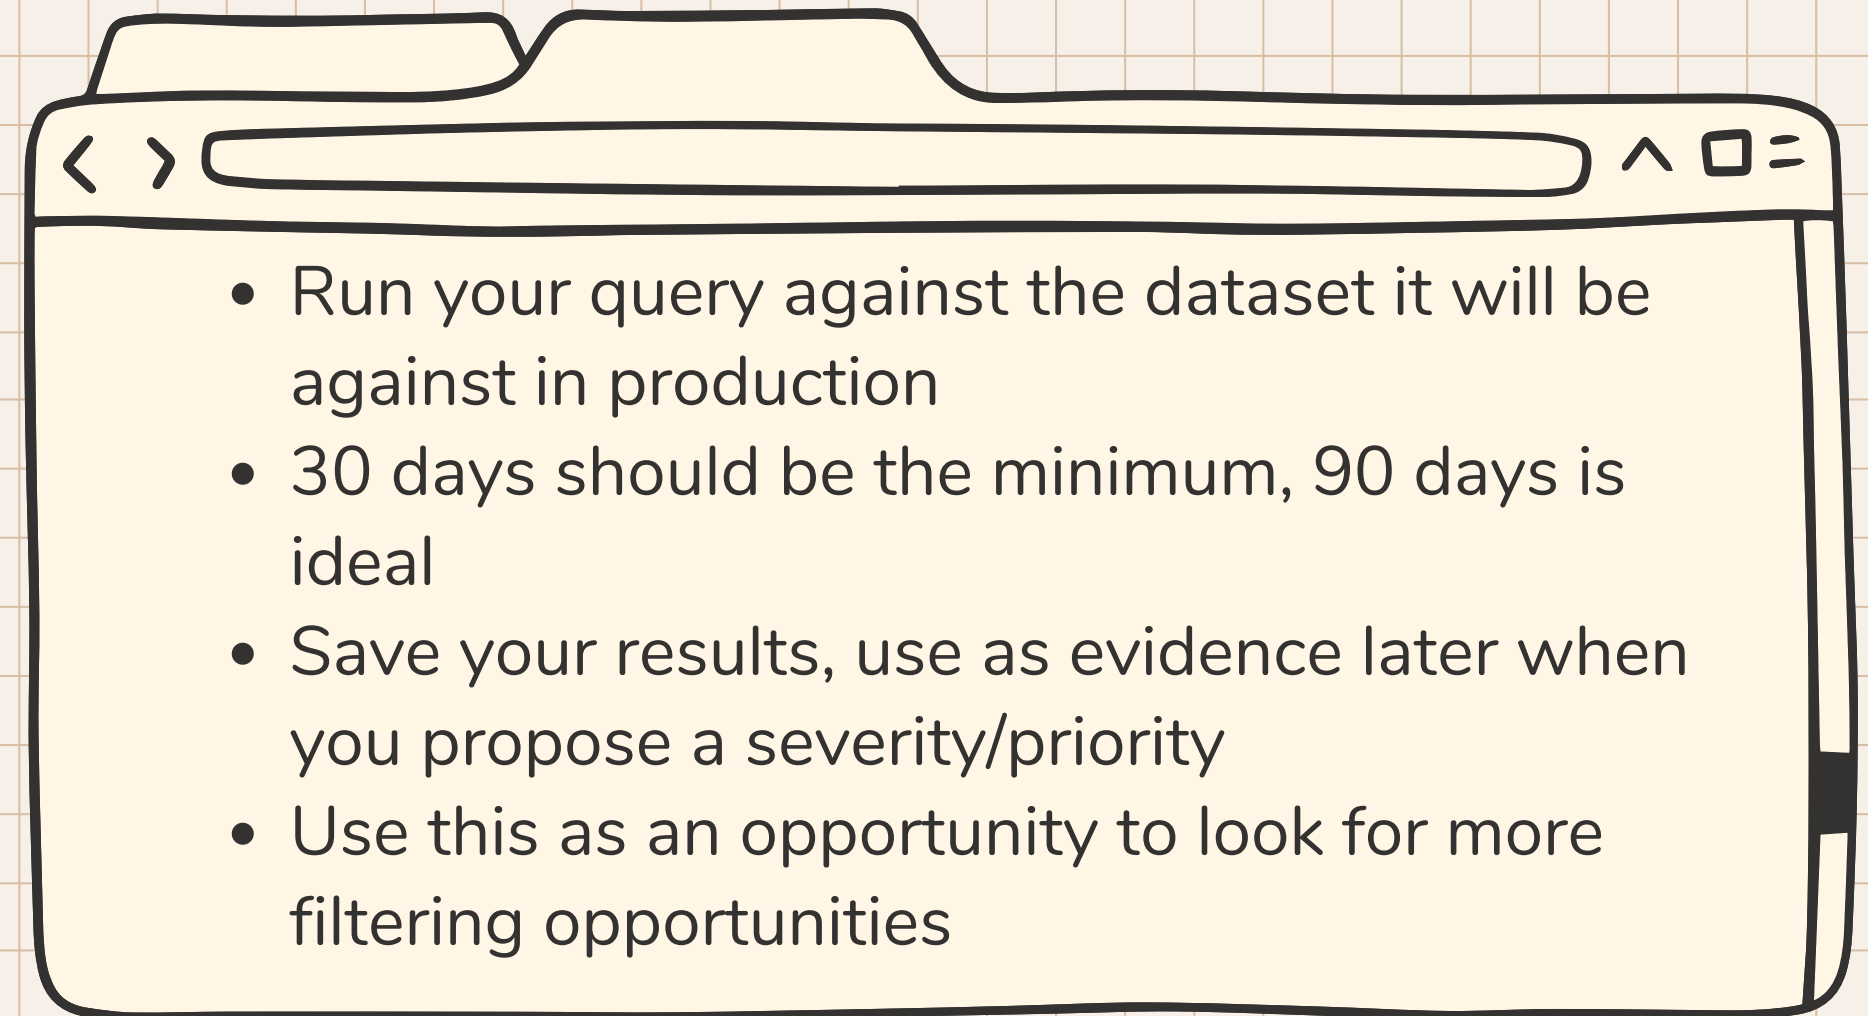 • Run your query against the dataset it will be
against in production
• 30 days should be the minimum, 90 days is
ideal
• Save your results, use as evidence later when
you propose a severity/priority
• Use this as an opportunity to look for more
filtering opportunities